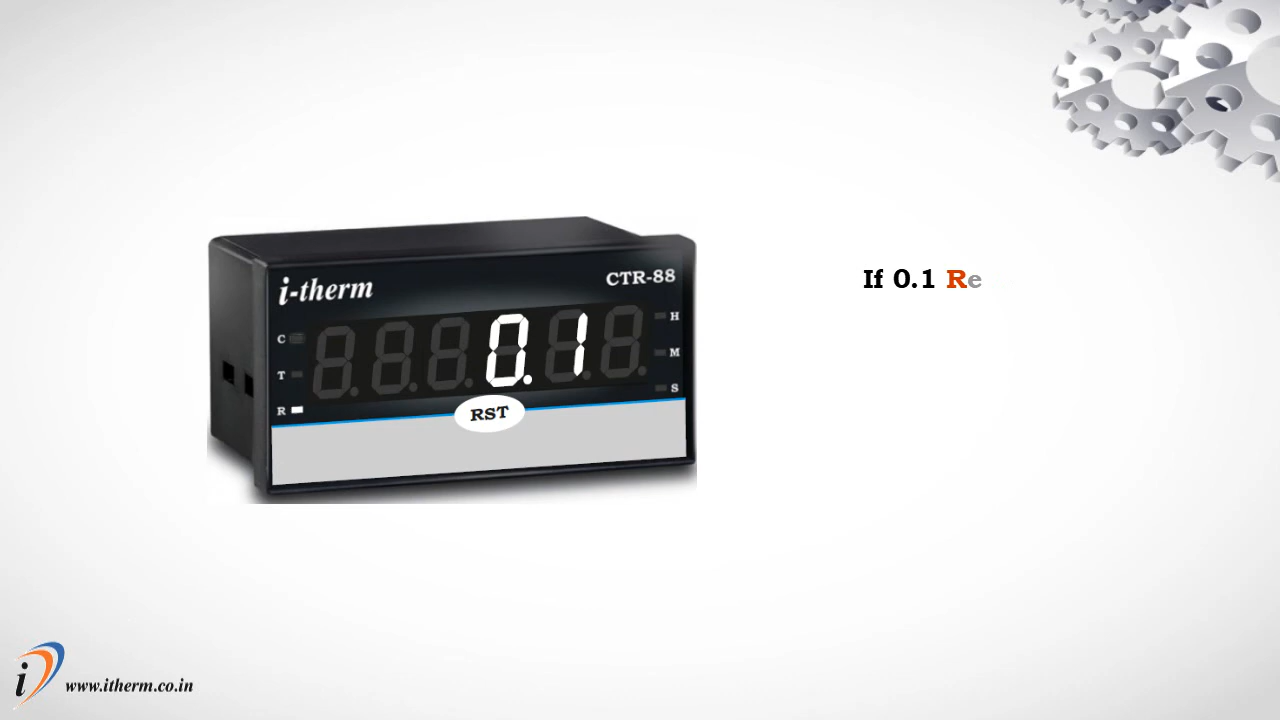 i-therm
CTR-88
C
T
R
0.1
H
M
S
RST
If 0.1 Re
i
www.itherm.co.in